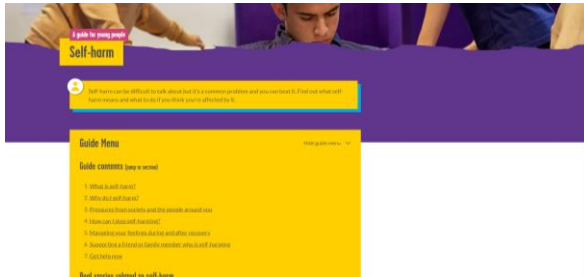 A guide for young people
Self-harm
Self-harm can be difficult to talk about but it's a common problem and you can beat it. Find out what self-
harm means and what to do if you think you're affected by it.
Guide Menu
Hide guide menu
Guide contents (jump to section)
1. What is self-harm?
2. Why do I self-harm?
3. Pressures from society and the people around you
4. How can I stop self-harming?
5. Managing your feelings during and after recovery
6. Supporting a friend or family member who is self-harming
7. Get help now
Real stories related to self-harm